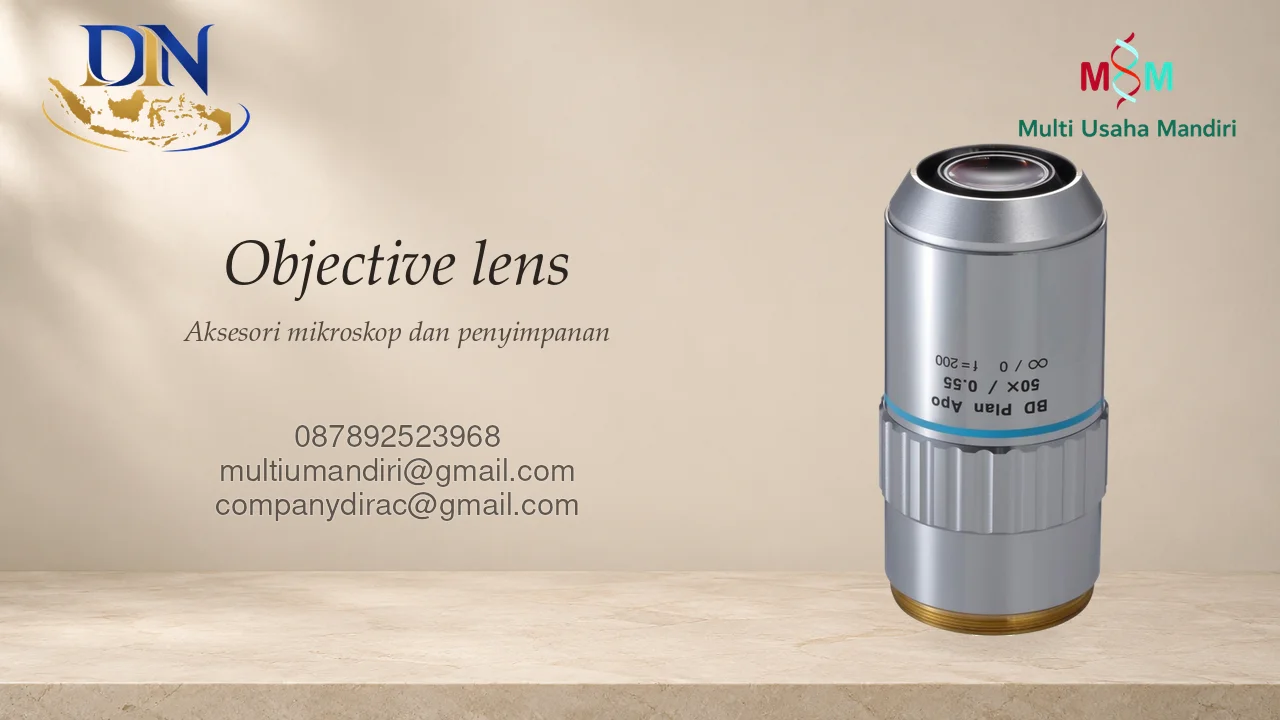 DN
M M
Multi Usaha Mandiri
Objective lens
Aksesori mikroskop dan penyimpanan
087892523968
multiumandiri@gmail.com
companydirac@gmail.com
BD Plan Apo
50× / 0.55
∞ / 0 f = 200